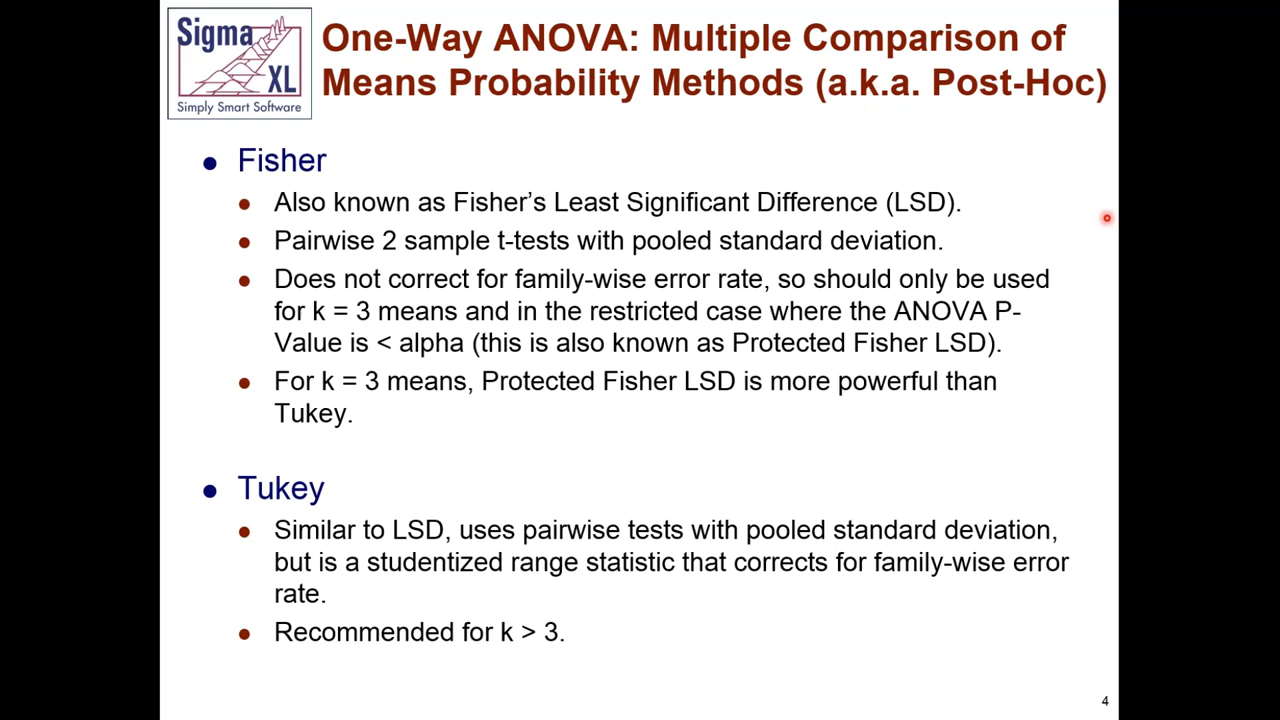 Sigma
XL
Simply Smart Software
One-Way ANOVA: Multiple Comparison of
Means Probability Methods (a.k.a. Post-Hoc)
Fisher
Also known as Fisher’s Least Significant Difference (LSD).
Pairwise 2 sample t-tests with pooled standard deviation.
Does not correct for family-wise error rate, so should only be used
for k = 3 means and in the restricted case where the ANOVA P-
Value is < alpha (this is also known as Protected Fisher LSD).
For k = 3 means, Protected Fisher LSD is more powerful than
Tukey.
Tukey
Similar to LSD, uses pairwise tests with pooled standard deviation,
but is a studentized range statistic that corrects for family-wise error
rate.
Recommended for k > 3.
4